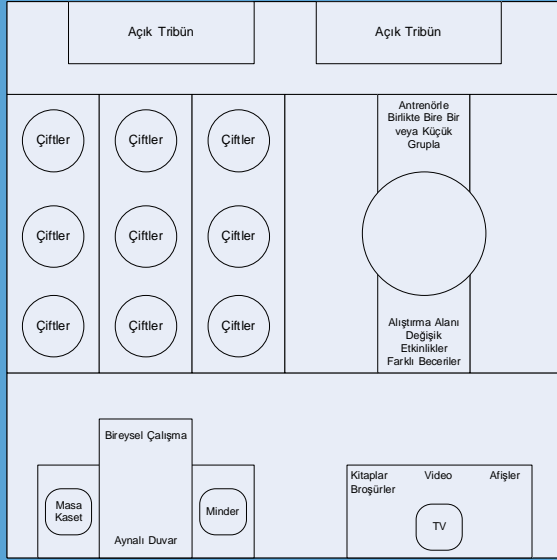 Açık Tribün
Açık Tribün
Çiftler
Çiftler
Çiftler
Çiftler
Çiftler
Çiftler
Çiftler
Çiftler
Çiftler
Antrenörle
Birlikte Bire Bir
veya Küçük
Grupla
Alıştırma Alanı
Değişik
Etkinlikler
Farklı Beceriler
Bireysel Çalışma
Masa
Kaset
Minder
Aynalı Duvar
Kitaplar
Broşürler
Video
Afişler
TV